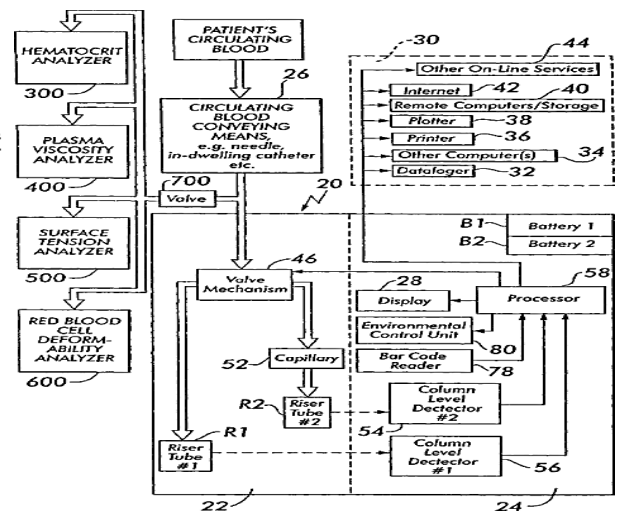 HEMATOCRIT
ANALYZER
300
PLASMA
VISCOSITY
ANALYZER
400
SURFACE
TENSION
ANALYZER
500
RED BLOOD
CELL
DEFORM-
ABILITY
ANALYZER
600
PATIENT'S
CIRCULATING
BLOOD
26
CIRCULATING
BLOOD
CONVEYING
MEANS,
e.g. needle,
in-dwelling catheter
etc.
700
Valve
20
46
Valve
Mechanism
52
Capillary
R2
Riser
Tube
#2
R1
Riser
Tube
#1
22
30
44
Other On-Line Services
Internet
42
40
Remote Computers/Storage
Plotter
38
Printer
36
Other Computer(s)
34
Dataloger
32
B1
Battery 1
B2
Battery 2
28
Display
58
Processor
Environmental
Control Unit
80
Bar Code
Reader
78
Column
Level
Dectector
#2
54
Column
Level
Dectector
#1
56
24